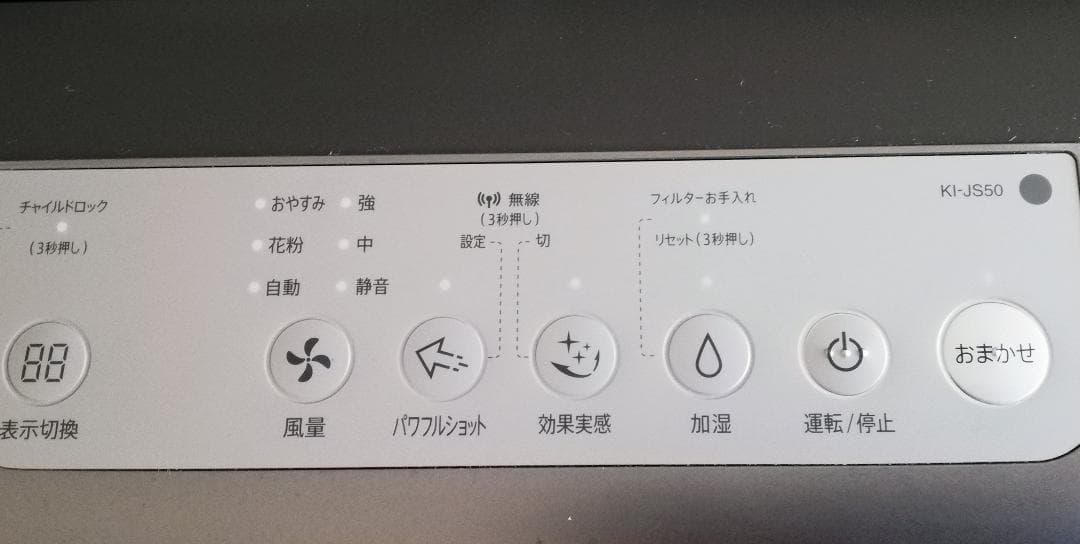 チャイルドロック
(3秒押し)
88
表示切換
おやすみ 強
花粉 中
自動 静音
風量
無線
(3秒押し)
設定 切
パワフルショット
効果実感
フィルターお手入れ
リセット(3秒押し)
加湿
運転/停止
KI-JS50
おまかせ